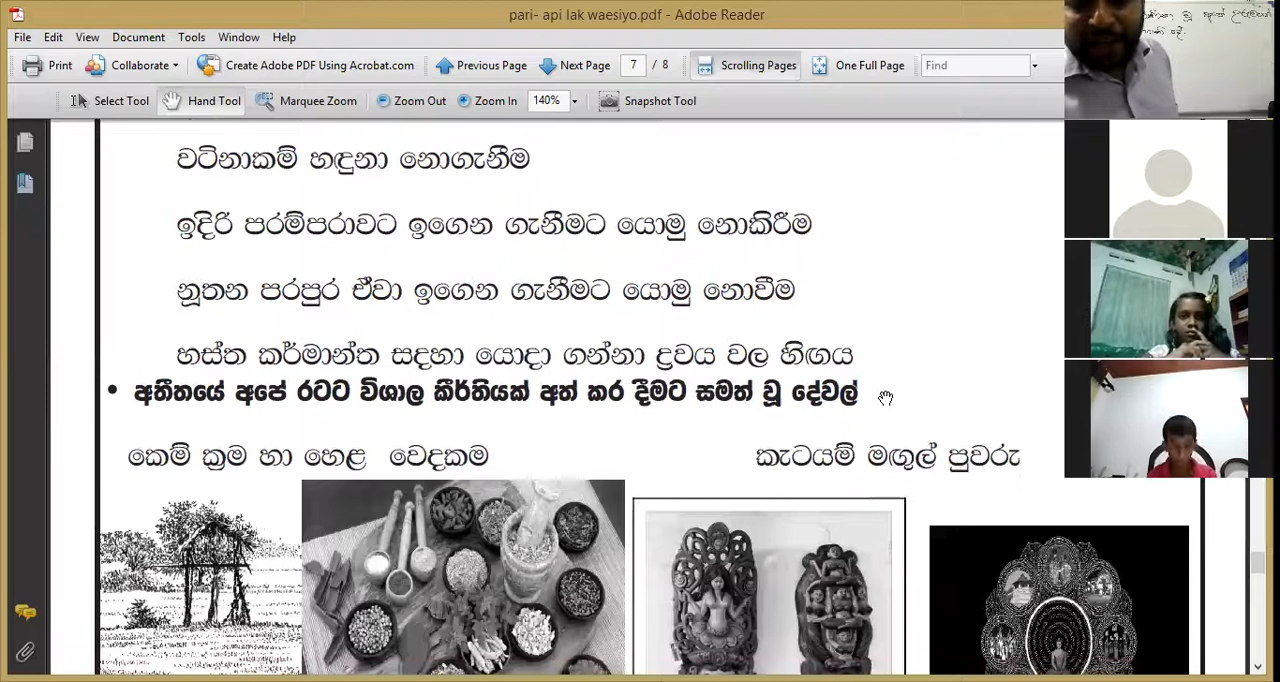 pari- api lak waesiyo.pdf - Adobe Reader
File Edit View Document Tools Window Help
Print Collaborate Create Adobe PDF Using Acrobat.com Previous Page Next Page 7 / 8 Scrolling Pages One Full Page Find
Select Tool Hand Tool Marquee Zoom Zoom Out Zoom In 140% Snapshot Tool
වටිනාකම් හඳුනා නොගැනීම
ඉදිරි පරම්පරාවට ඉගෙන ගැනීමට යොමු නොකිරීම
නූතන පරපුර ඒවා ඉගෙන ගැනීමට යොමු නොවීම
හස්ත කර්මාන්ත සදහා යොදා ගන්නා ද්‍රවය වල හිඟය
• අතීතයේ අපේ රටට විශාල කීර්තියක් අත් කර දීමට සමත් වූ දේවල්
කෙම් ක්‍රම හා හෙළ වෙදකම
කැටයම් මඟුල් පුවරු